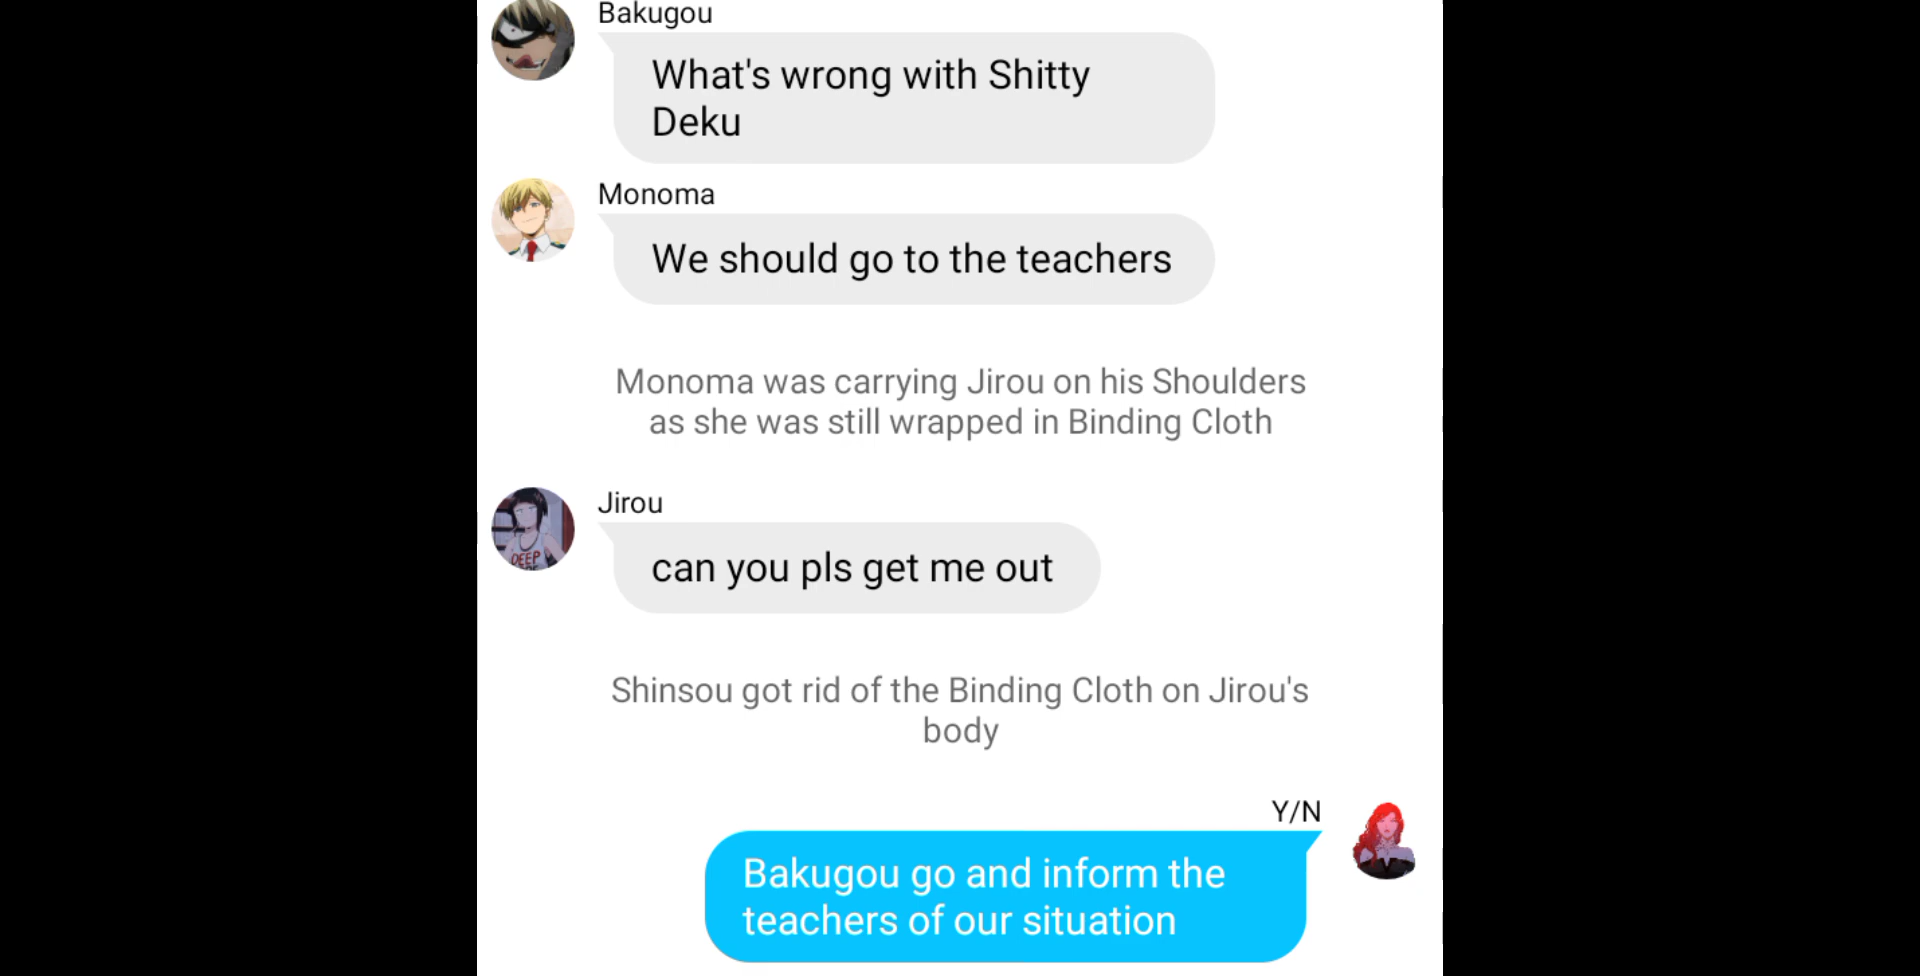 Bakugou
What's wrong with Shitty
Deku
Monoma
We should go to the teachers
Monoma was carrying Jirou on his Shoulders
as she was still wrapped in Binding Cloth
Jirou
DEEP
can you pls get me out
Shinsou got rid of the Binding Cloth on Jirou's
body
Y/N
Bakugou go and inform the
teachers of our situation